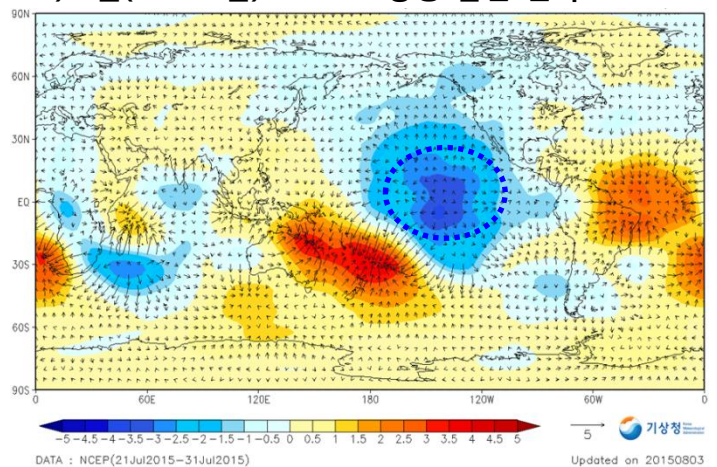 90N
60N
30N
EQ
30S
60S
90S
0 60E 120E 180 120W 60W 0
-5 -4.5 -4 -3.5 -3 -2.5 -2 -1.5 -1 -0.5 0 0.5 1 1.5 2 2.5 3 3.5 4 4.5 5
5
기상청
DATA : NCEP(21Jul2015-31Jul2015)
Updated on 20150803